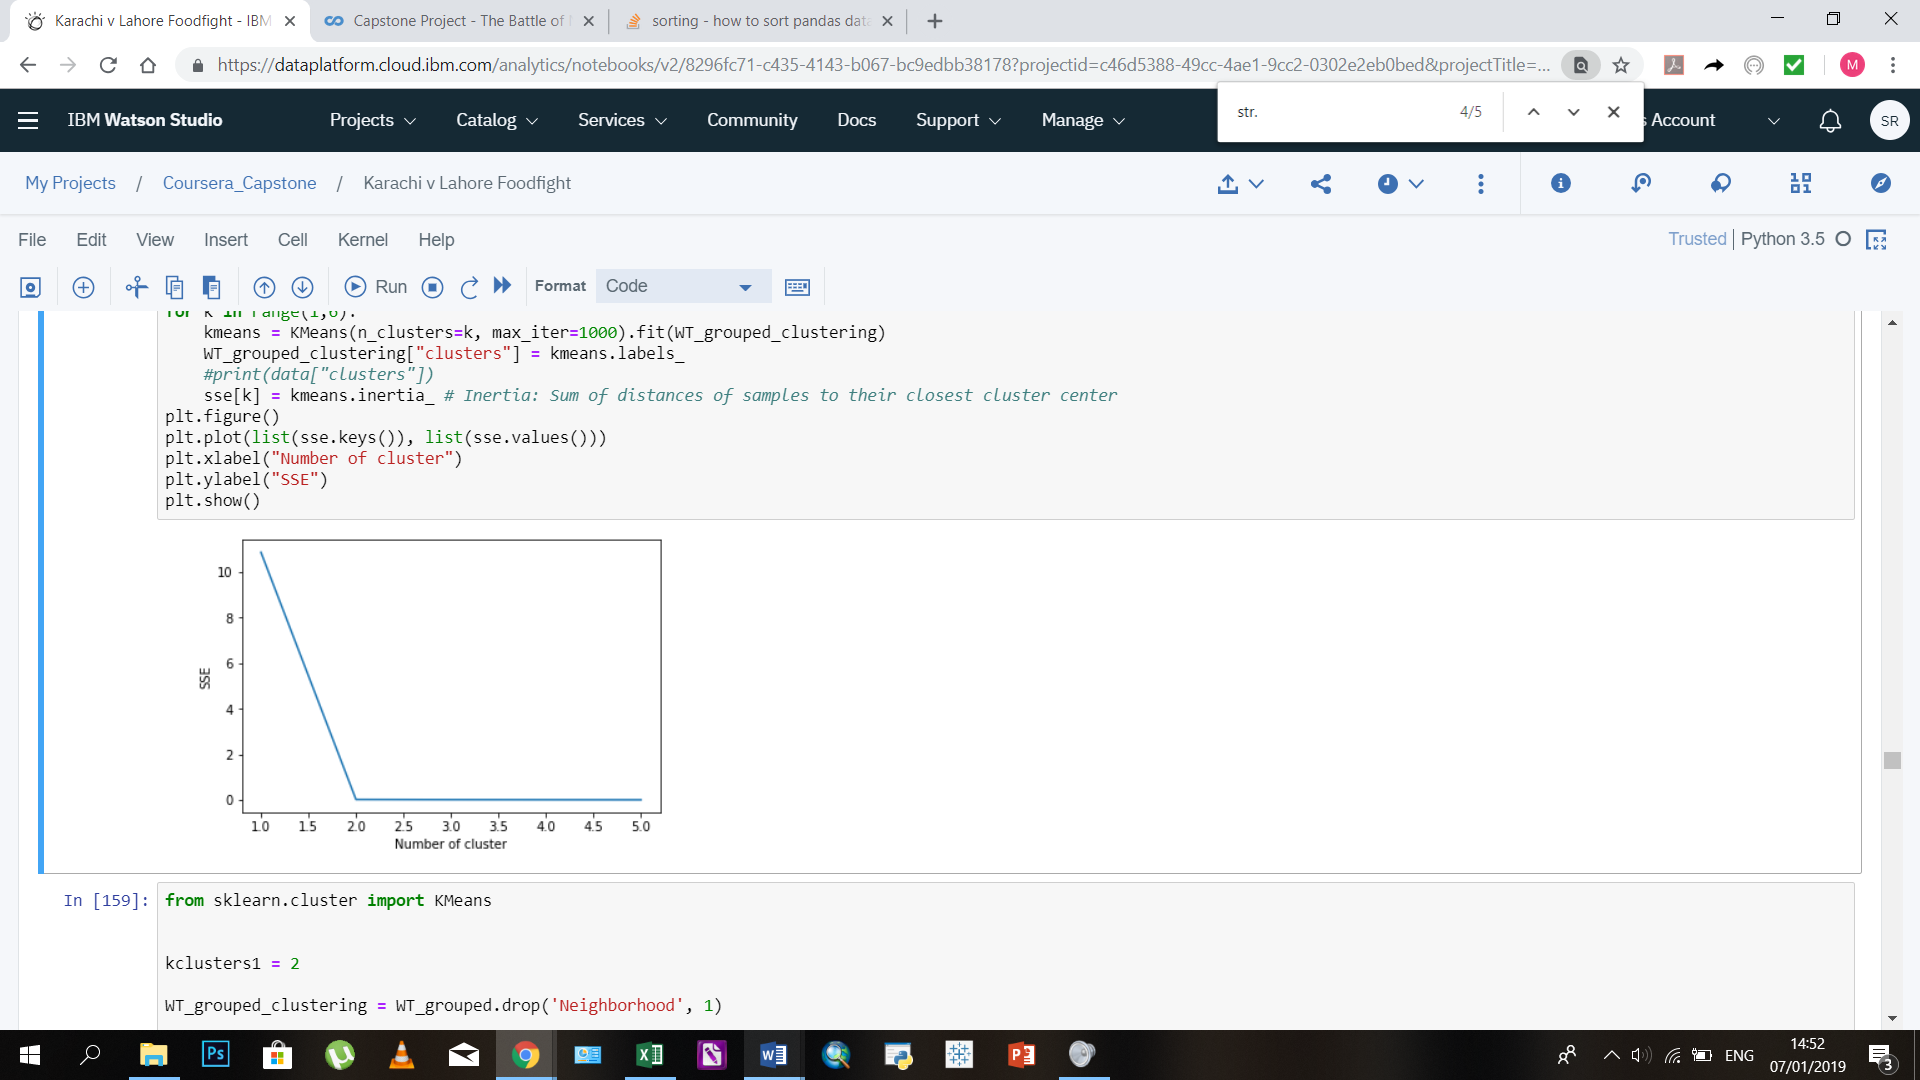 Karachi v Lahore Foodfight - IBM
Capstone Project - The Battle of
sorting - how to sort pandas data
https://dataplatform.cloud.ibm.com/analytics/notebooks/v2/8296fc71-c435-4143-b067-bc9edbb38178?projectid=c46d5388-49cc-4ae1-9cc2-0302e2eb0bed&projectTitle=...
M
str.
4/5
IBM Watson Studio
Projects
Catalog
Services
Community
Docs
Support
Manage
s Account
SR
My Projects / Coursera_Capstone / Karachi v Lahore Foodfight
File Edit View Insert Cell Kernel Help
Trusted | Python 3.5
Run
Format
Code
for k in range(1,6):
kmeans = KMeans(n_clusters=k, max_iter=1000).fit(WT_grouped_clustering)
WT_grouped_clustering["clusters"] = kmeans.labels_
#print(data["clusters"])
sse[k] = kmeans.inertia_ # Inertia: Sum of distances of samples to their closest cluster center
plt.figure()
plt.plot(list(sse.keys()), list(sse.values()))
plt.xlabel("Number of cluster")
plt.ylabel("SSE")
plt.show()
10
8
6
4
2
0
SSE
1.0 1.5 2.0 2.5 3.0 3.5 4.0 4.5 5.0
Number of cluster
In [159]:
from sklearn.cluster import KMeans
kclusters1 = 2
WT_grouped_clustering = WT_grouped.drop('Neighborhood', 1)
Ps
ENG
14:52
07/01/2019
3